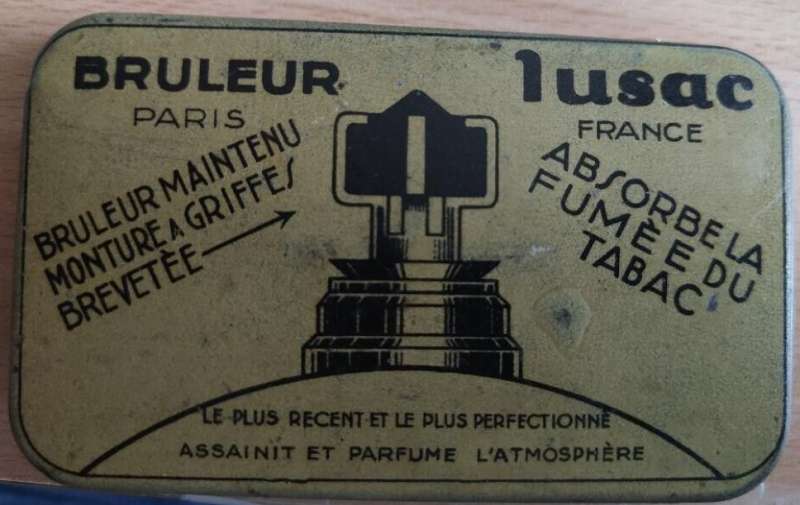 BRULEUR
PARIS
lusac
FRANCE
BRULEUR MAINTENU
MONTURE A GRIFFES
BREVETÉE
ABSORBE LA
FUMÉE DU
TABAC
LE PLUS RECENT ET LE PLUS PERFECTIONNÉ
ASSAINIT ET PARFUME L'ATMOSPHÈRE